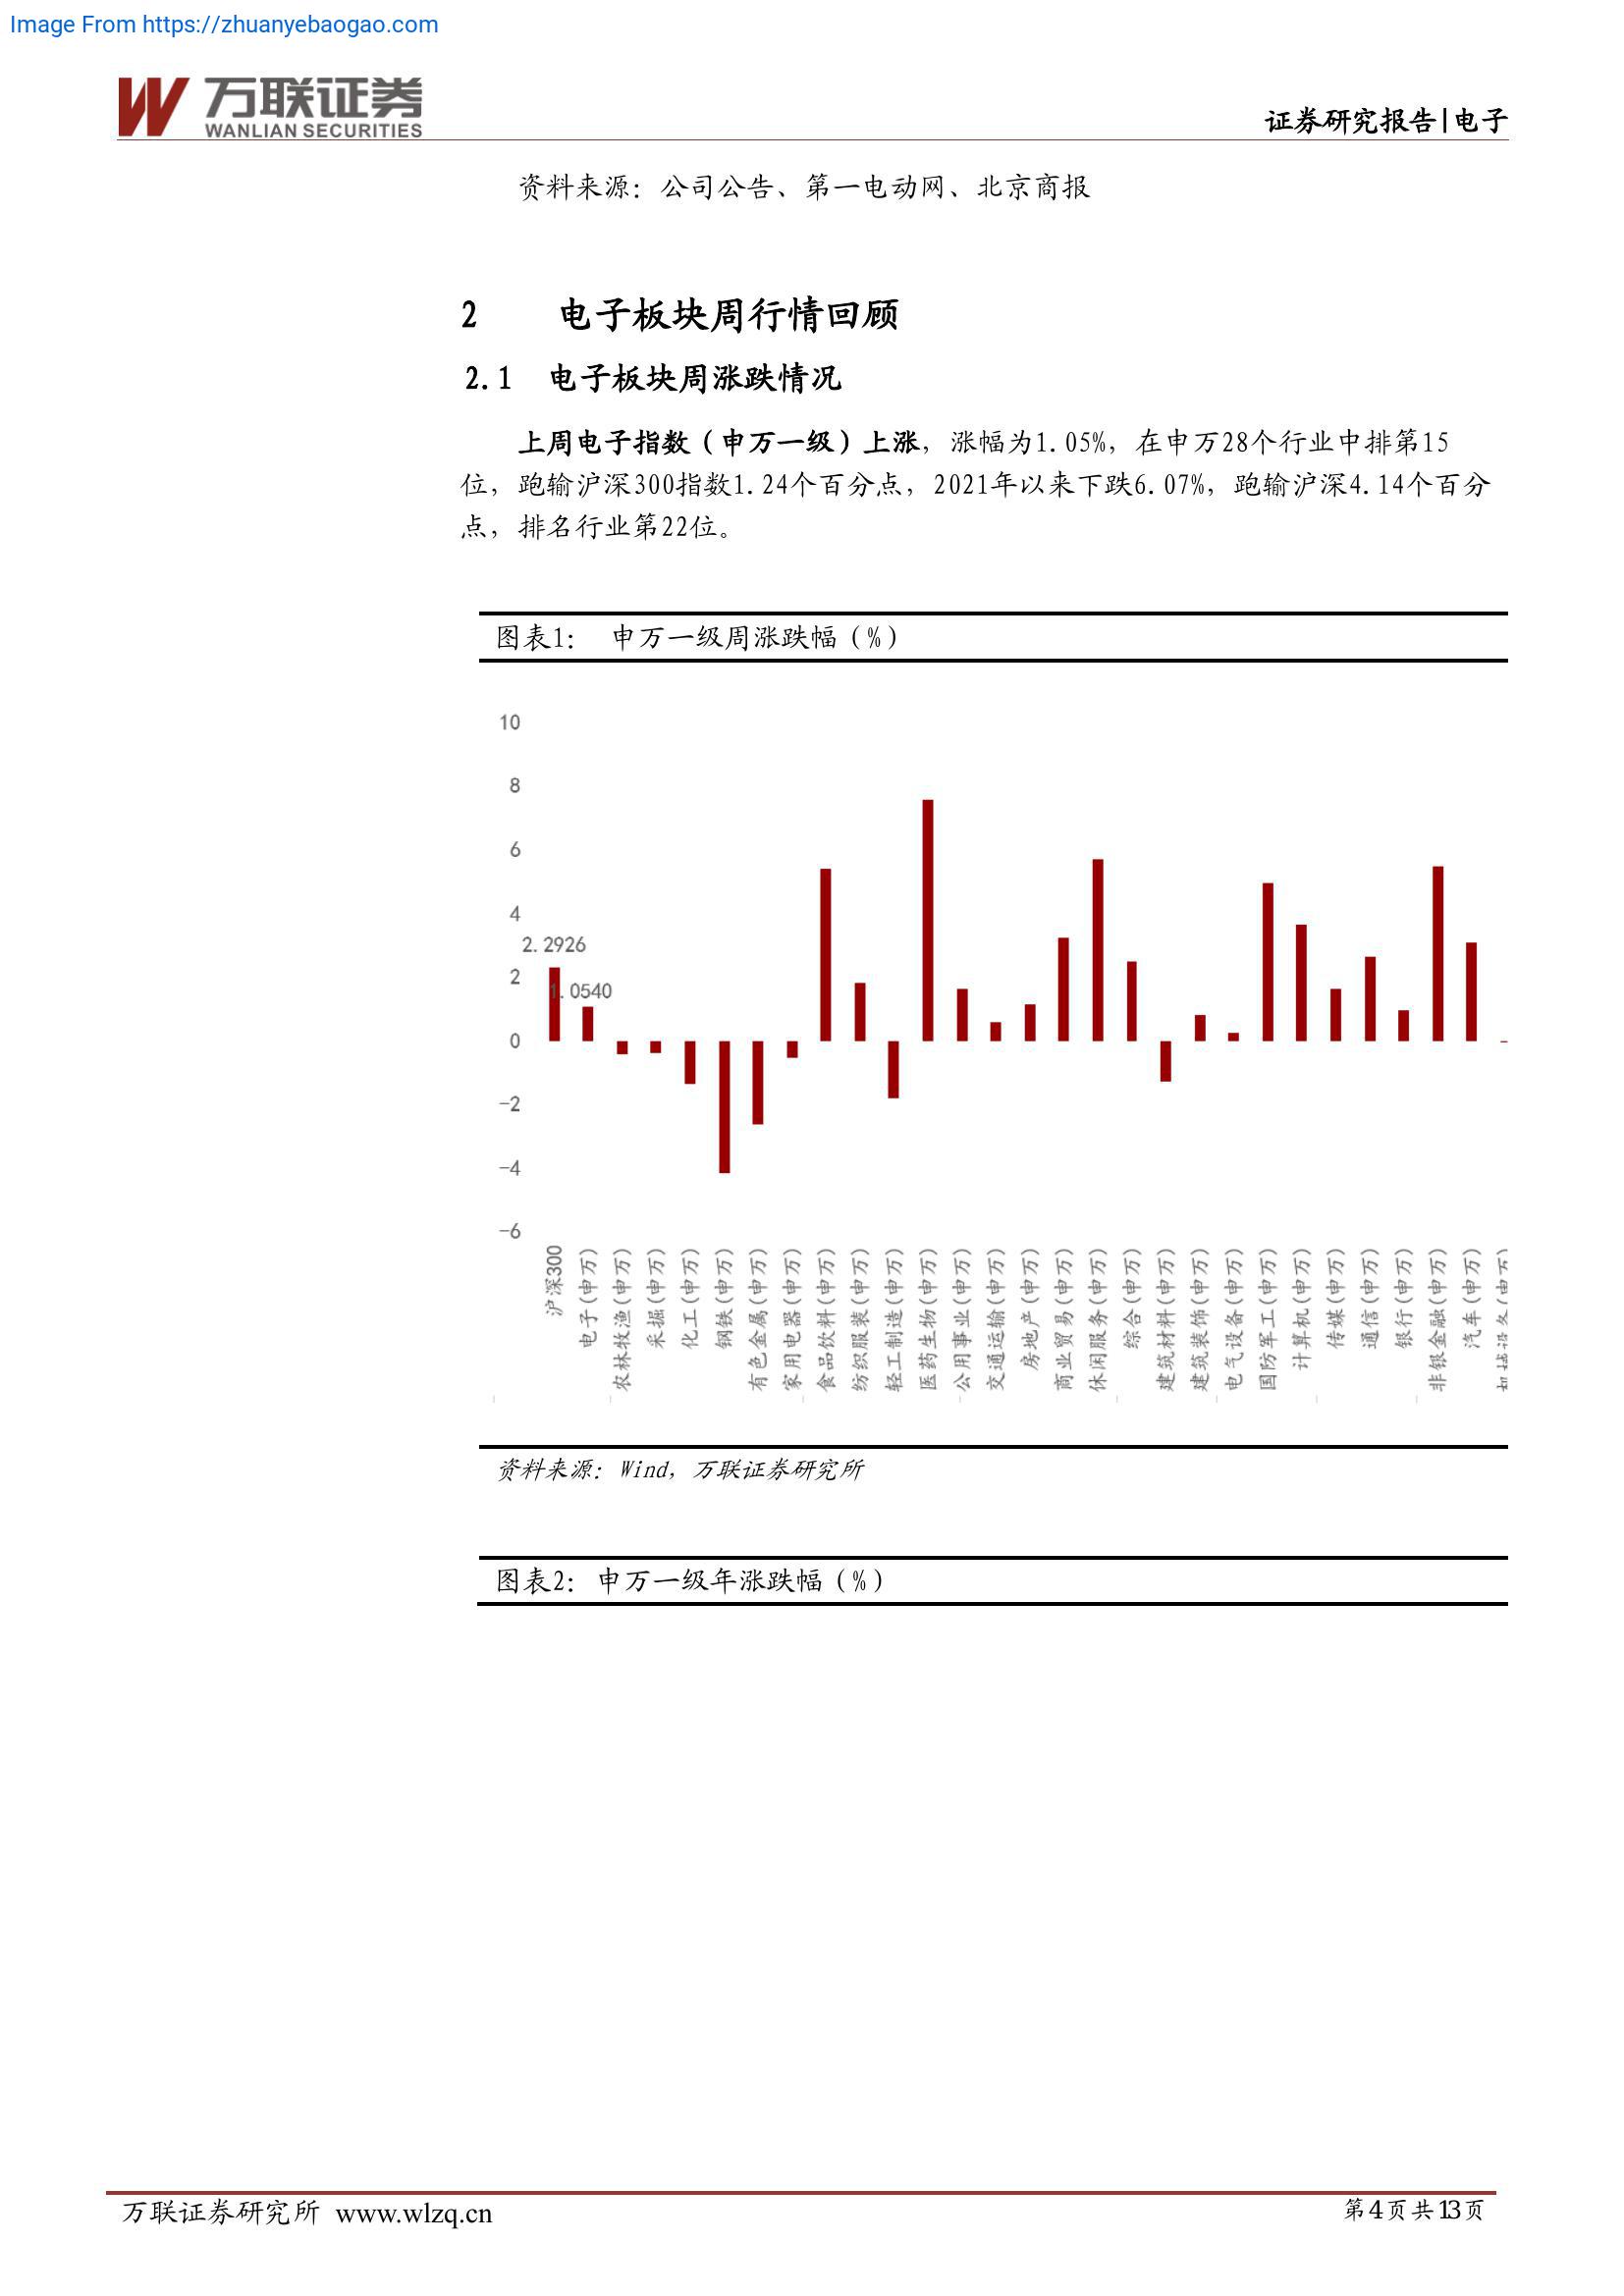 Image From https://zhuanyebaogao.com
万联证券
WANLIAN SECURITIES
证券研究报告|电子
资料来源：公司公告、第一电动网、北京商报
2 电子板块周行情回顾
2.1 电子板块周涨跌情况
上周电子指数（申万一级）上涨，涨幅为1.05%，在申万28个行业中排第15
位，跑输沪深300指数1.24个百分点，2021年以来下跌6.07%，跑输沪深4.14个百分
点，排名行业第22位。
图表1： 申万一级周涨跌幅（%）
10
8
6
4
2.2926
2
1.0540
0
-2
-4
-6
沪深300
电子(申万)
农林牧渔(申万)
采掘(申万)
化工(申万)
钢铁(申万)
有色金属(申万)
家用电器(申万)
食品饮料(申万)
纺织服装(申万)
轻工制造(申万)
医药生物(申万)
公用事业(申万)
交通运输(申万)
房地产(申万)
商业贸易(申万)
休闲服务(申万)
综合(申万)
建筑材料(申万)
建筑装饰(申万)
电气设备(申万)
国防军工(申万)
计算机(申万)
传媒(申万)
通信(申万)
银行(申万)
非银金融(申万)
汽车(申万)
资料来源：Wind，万联证券研究所
图表2：申万一级年涨跌幅（%）
万联证券研究所 www.wlzq.cn
第4页共13页